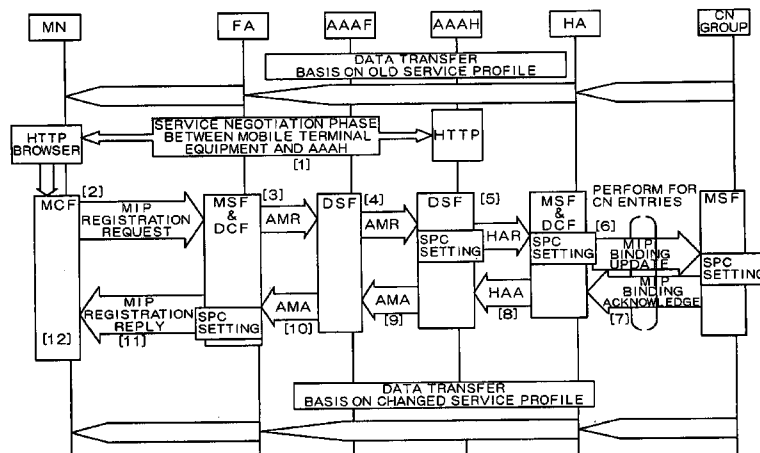 MN
FA
AAAF
AAAH
HA
CN
GROUP
DATA TRANSFER
BASIS ON OLD SERVICE PROFILE
HTTP
BROWSER
SERVICE NEGOTIATION PHASE
BETWEEN MOBILE TERMINAL
EQUIPMENT AND AAAH
[1]
HTTP
MCF
[2]
MIP
REGISTRATION
REQUEST
MSF
&
DCF
[3]
AMR
DSF
[4]
AMR
DSF
[5]
SPC
SETTING
HAR
MSF
&
DCF
SPC
SETTING
PERFORM FOR
CN ENTRIES
[6]
MIP
BINDING
UPDATE
MSF
SPC
SETTING
MIP
BINDING
ACKNOWLEDGE
[7]
HAA
[8]
AMA
[9]
AMA
[10]
SPC
SETTING
MIP
REGISTRATION
REPLY
[11]
[12]
DATA TRANSFER
BASIS ON CHANGED SERVICE PROFILE